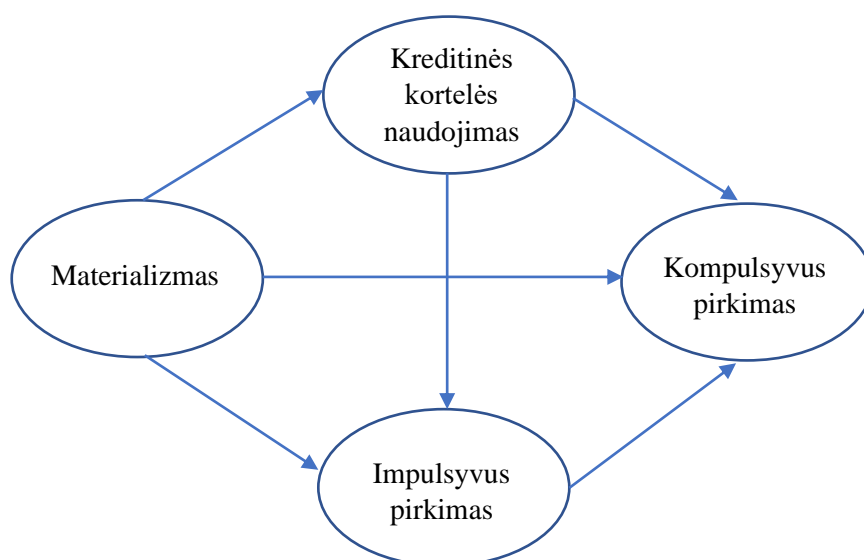 Kreditinės
kortelės
naudojimas
Materializmas
Kompulsyvus
pirkimas
Impulsyvus
pirkimas